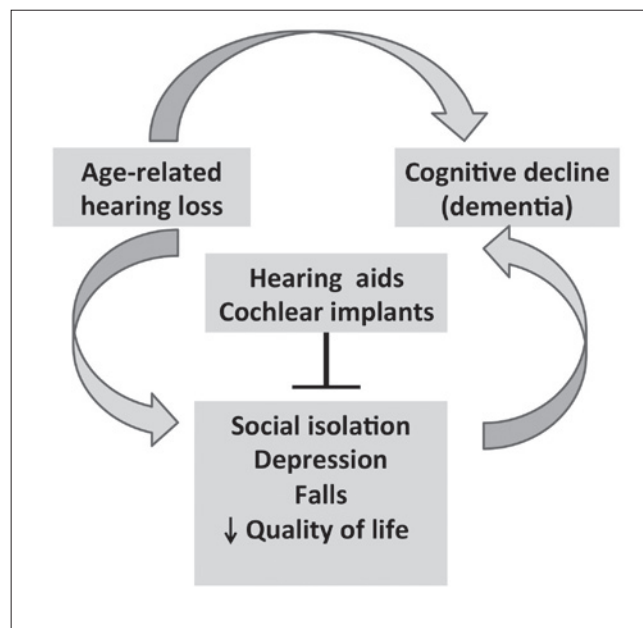 Age-related
hearing loss
Cognitive decline
(dementia)
Hearing aids
Cochlear implants
Social isolation
Depression
Falls
↓ Quality of life